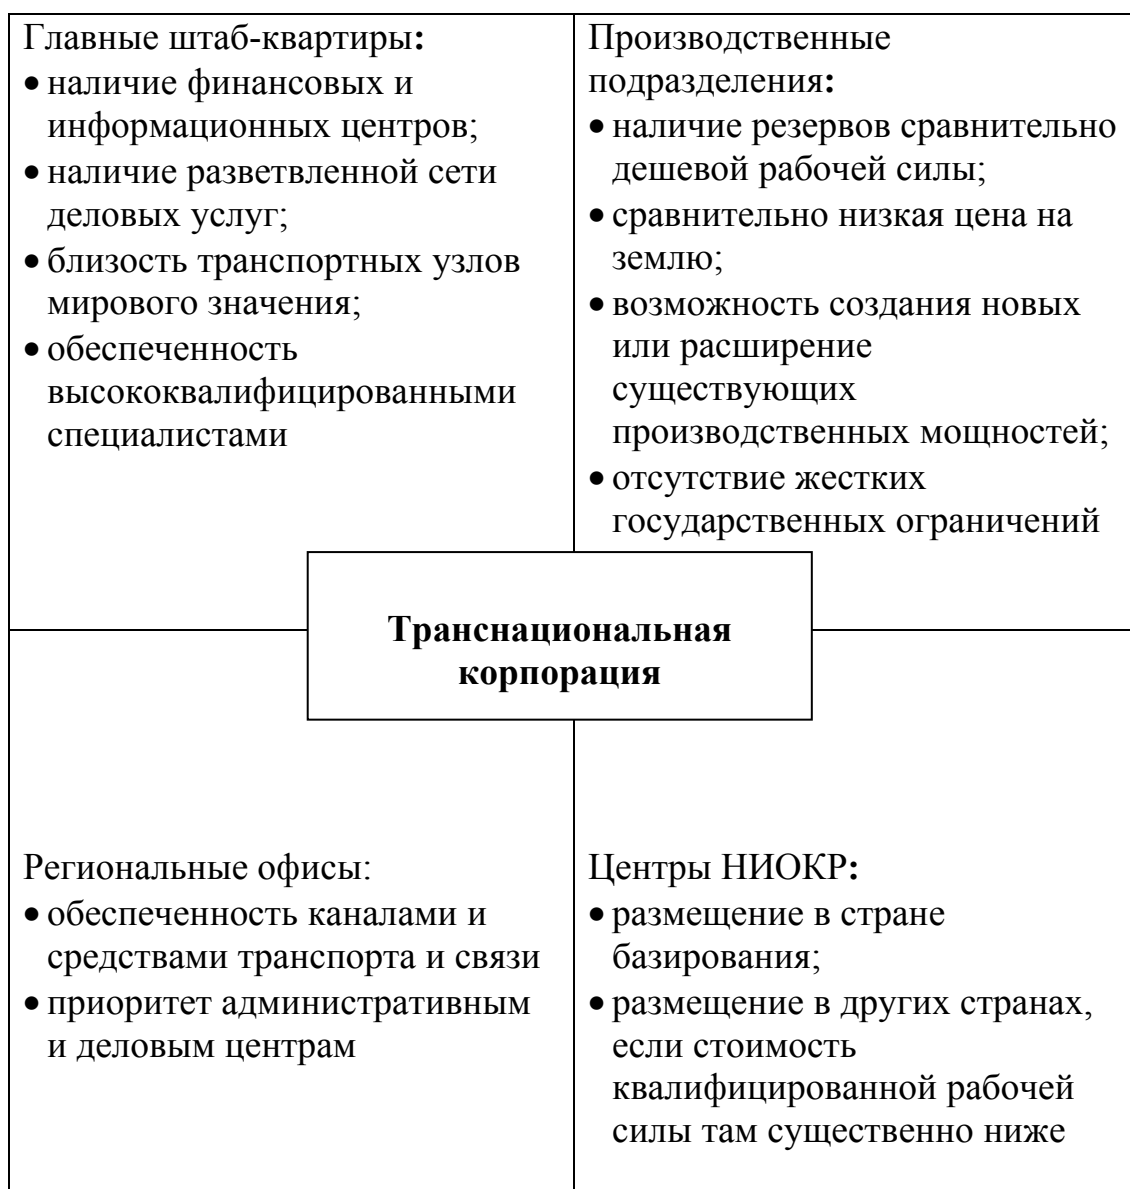 Главные штаб-квартиры:
• наличие финансовых и
информационных центров;
• наличие разветвленной сети
деловых услуг;
• близость транспортных узлов
мирового значения;
• обеспеченность
высококвалифицированными
специалистами
Производственные
подразделения:
• наличие резервов сравнительно
дешевой рабочей силы;
• сравнительно низкая цена на
землю;
• возможность создания новых
или расширение
существующих
производственных мощностей;
• отсутствие жестких
государственных ограничений
Транснациональная
корпорация
Региональные офисы:
• обеспеченность каналами и
средствами транспорта и связи
• приоритет административным
и деловым центрам
Центры НИОКР:
• размещение в стране
базирования;
• размещение в других странах,
если стоимость
квалифицированной рабочей
силы там существенно ниже